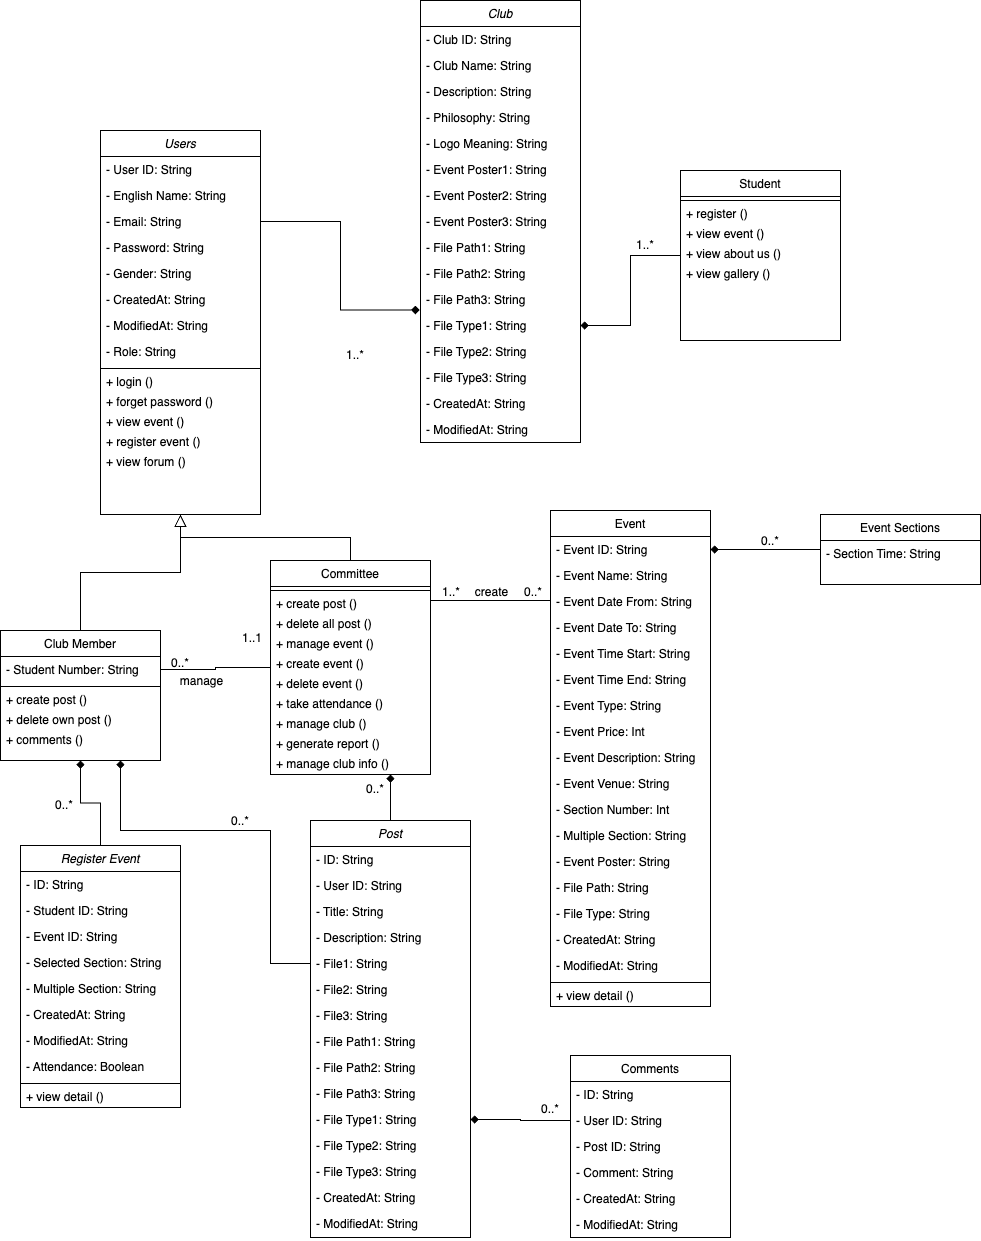 Club
- Club ID: String
- Club Name: String
- Description: String
- Philosophy: String
- Logo Meaning: String
- Event Poster1: String
- Event Poster2: String
- Event Poster3: String
- File Path1: String
- File Path2: String
- File Path3: String
- File Type1: String
- File Type2: String
- File Type3: String
- CreatedAt: String
- ModifiedAt: String
Users
- User ID: String
- English Name: String
- Email: String
- Password: String
- Gender: String
- CreatedAt: String
- ModifiedAt: String
- Role: String
+ login ()
+ forget password ()
+ view event ()
+ register event ()
+ view forum ()
1..*
Student
+ register ()
+ view event ()
+ view about us ()
+ view gallery ()
1..*
Committee
+ create post ()
+ delete all post ()
+ manage event ()
+ create event ()
+ delete event ()
+ take attendance ()
+ manage club ()
+ generate report ()
+ manage club info ()
1..* create 0..*
1..1
0..*
manage
Club Member
- Student Number: String
+ create post ()
+ delete own post ()
+ comments ()
Event
- Event ID: String
- Event Name: String
- Event Date From: String
- Event Date To: String
- Event Time Start: String
- Event Time End: String
- Event Type: String
- Event Price: Int
- Event Description: String
- Event Venue: String
- Section Number: Int
- Multiple Section: String
- Event Poster: String
- File Path: String
- File Type: String
- CreatedAt: String
- ModifiedAt: String
+ view detail ()
0..*
Event Sections
- Section Time: String
0..*
0..*
0..*
Register Event
- ID: String
- Student ID: String
- Event ID: String
- Selected Section: String
- Multiple Section: String
- CreatedAt: String
- ModifiedAt: String
- Attendance: Boolean
+ view detail ()
Post
- ID: String
- User ID: String
- Title: String
- Description: String
- File1: String
- File2: String
- File3: String
- File Path1: String
- File Path2: String
- File Path3: String
- File Type1: String
- File Type2: String
- File Type3: String
- CreatedAt: String
- ModifiedAt: String
0..*
Comments
- ID: String
- User ID: String
- Post ID: String
- Comment: String
- CreatedAt: String
- ModifiedAt: String